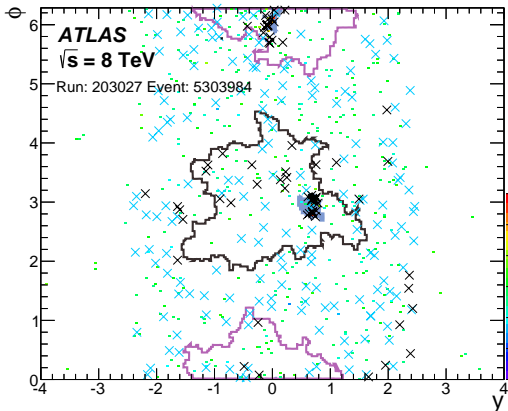 ϕ
6
ATLAS
√s = 8 TeV
5
Run: 203027 Event: 5303984
4
3
2
1
0
-4 -3 -2 -1 0 1 2 3 4
y